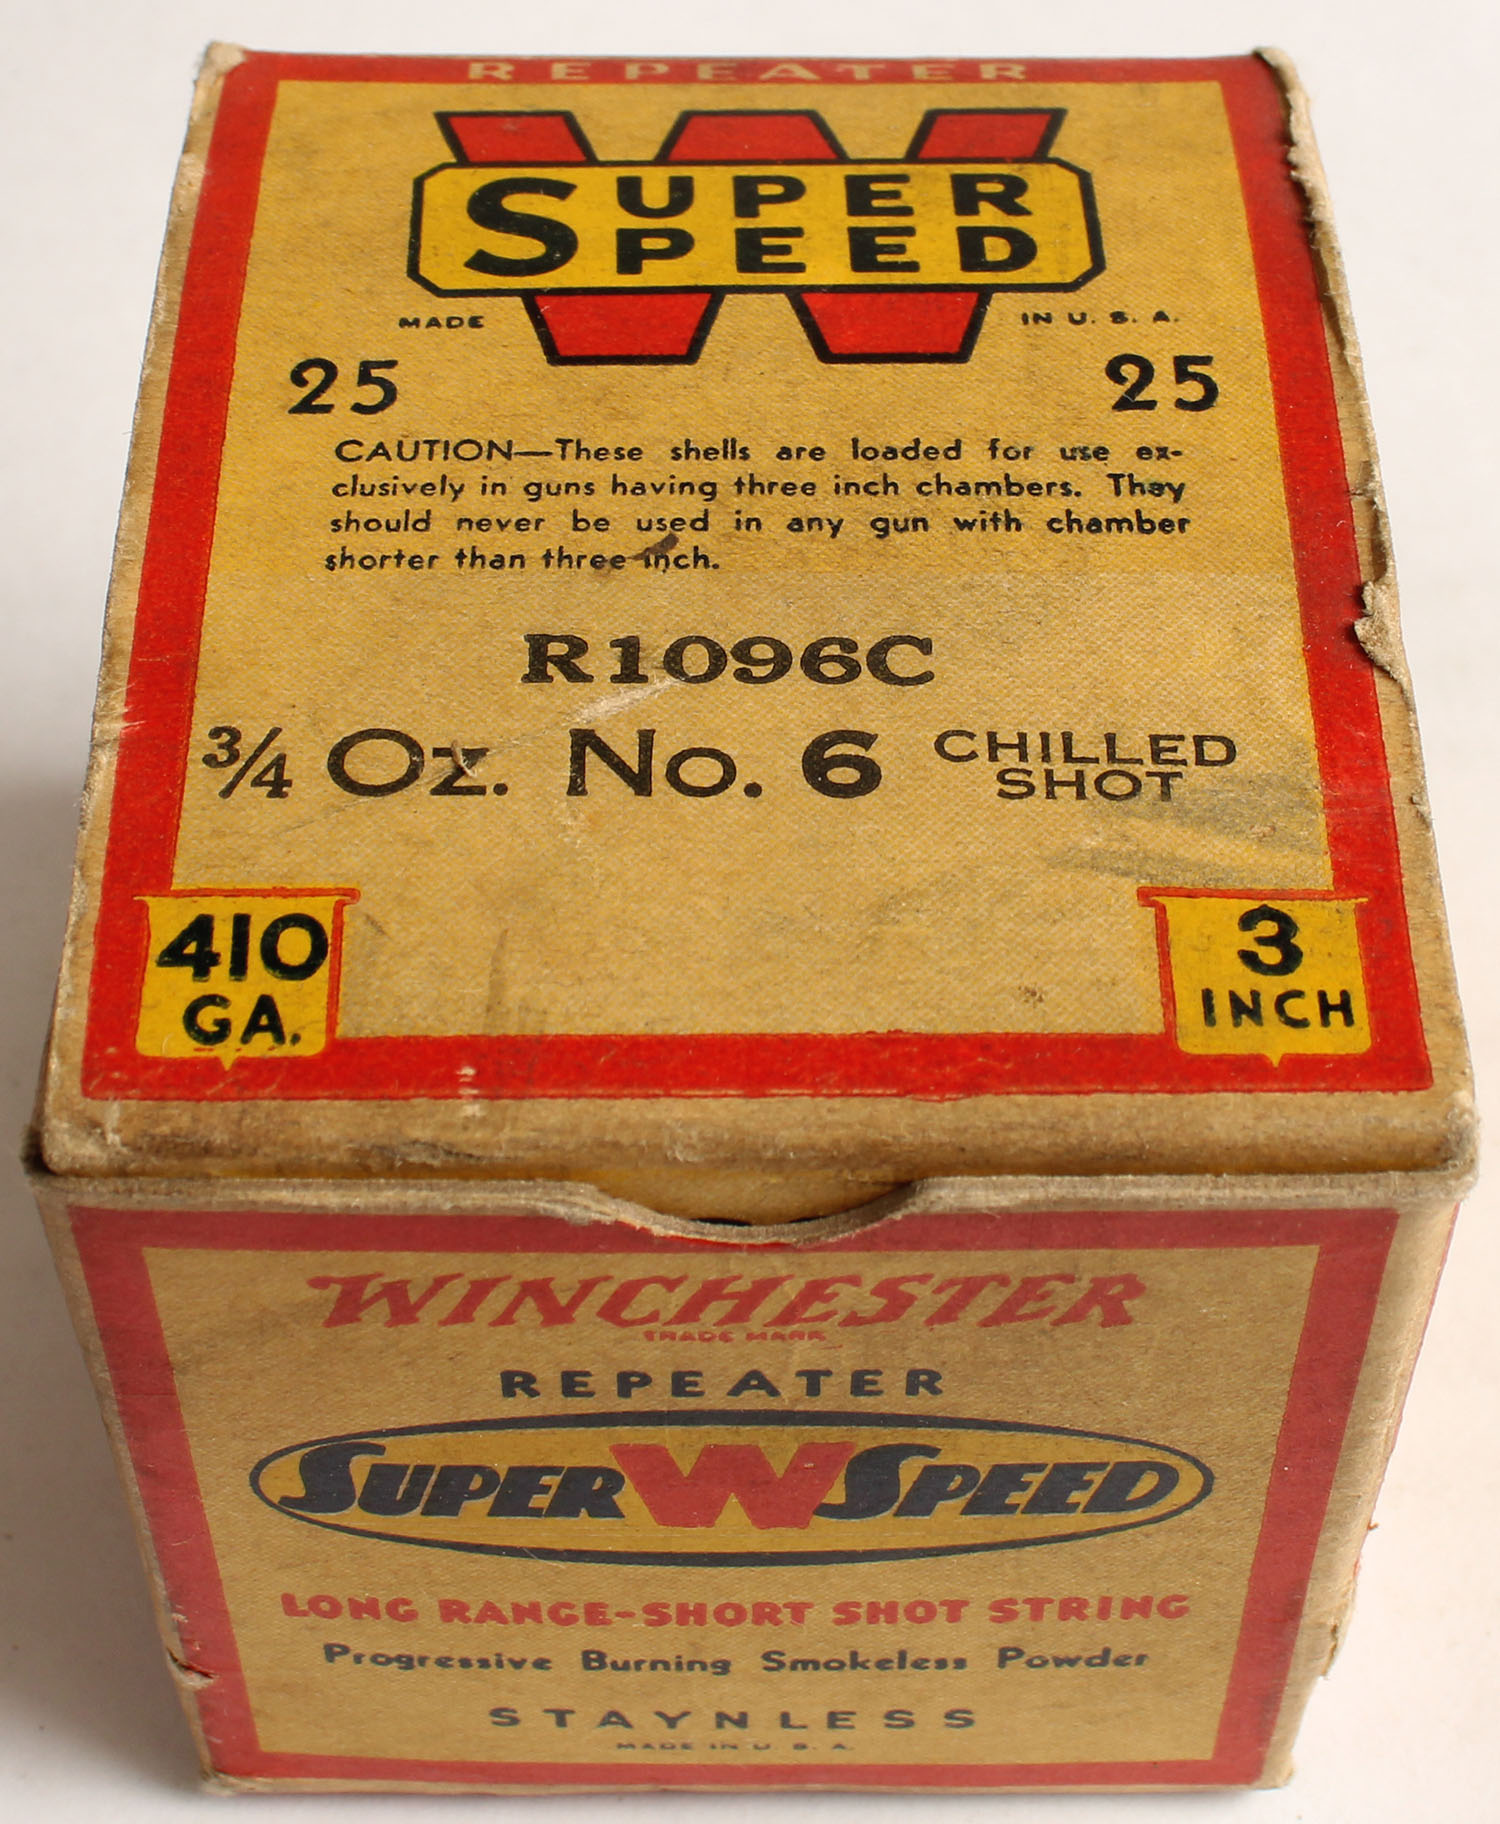 REPEATER
SUPER
SPEED
MADE IN U. S. A.
25 25
CAUTION—These shells are loaded for use ex-
clusively in guns having three inch chambers. They
should never be used in any gun with chamber
shorter than three inch.
R1096C
3/4 Oz. No. 6 CHILLED
SHOT
410
GA.
3
INCH
WINCHESTER
TRADE MARK
REPEATER
SUPER W SPEED
LONG RANGE-SHORT SHOT STRING
Progressive Burning Smokeless Powder
STAYNLESS
MADE IN U. S. A.